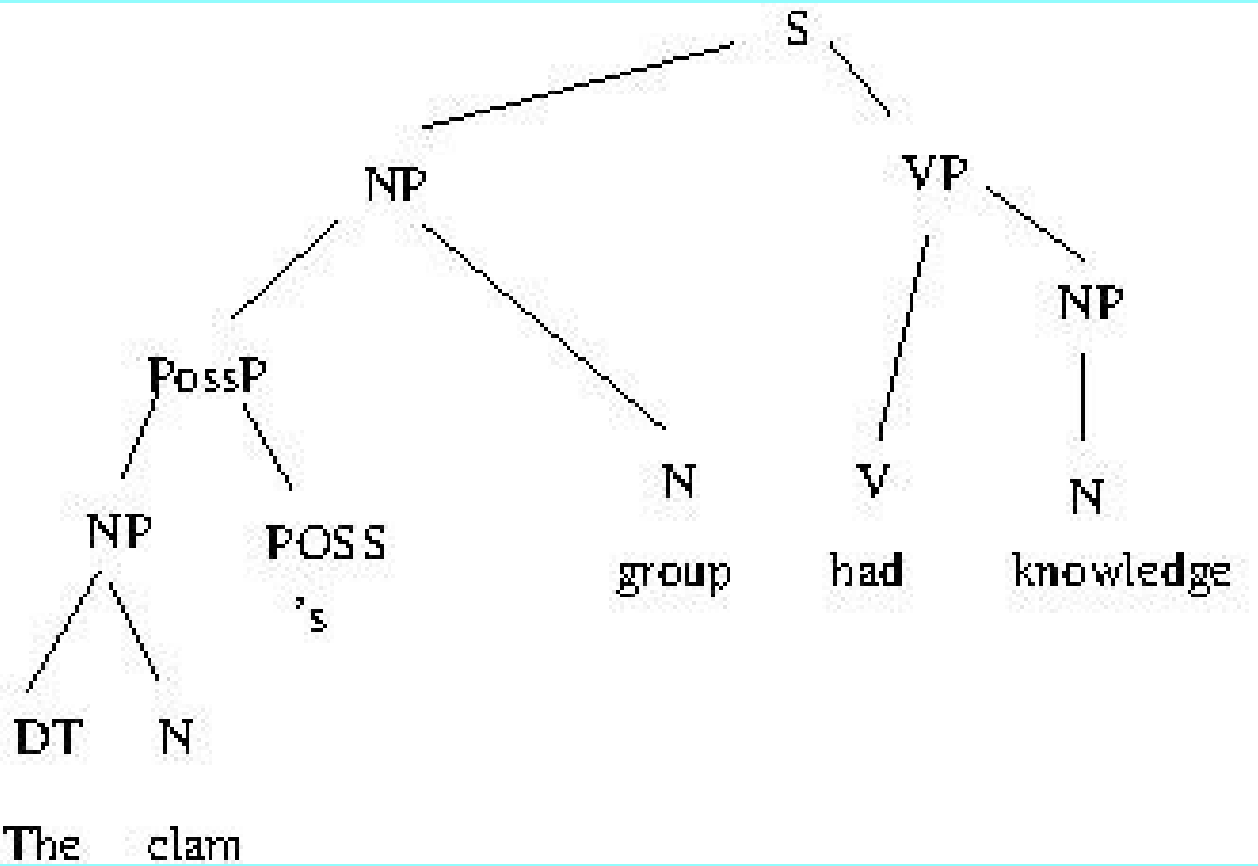 S
NP VP
NP
PossP
N V N
NP POSS
group had knowledge
's
DT N
The clam